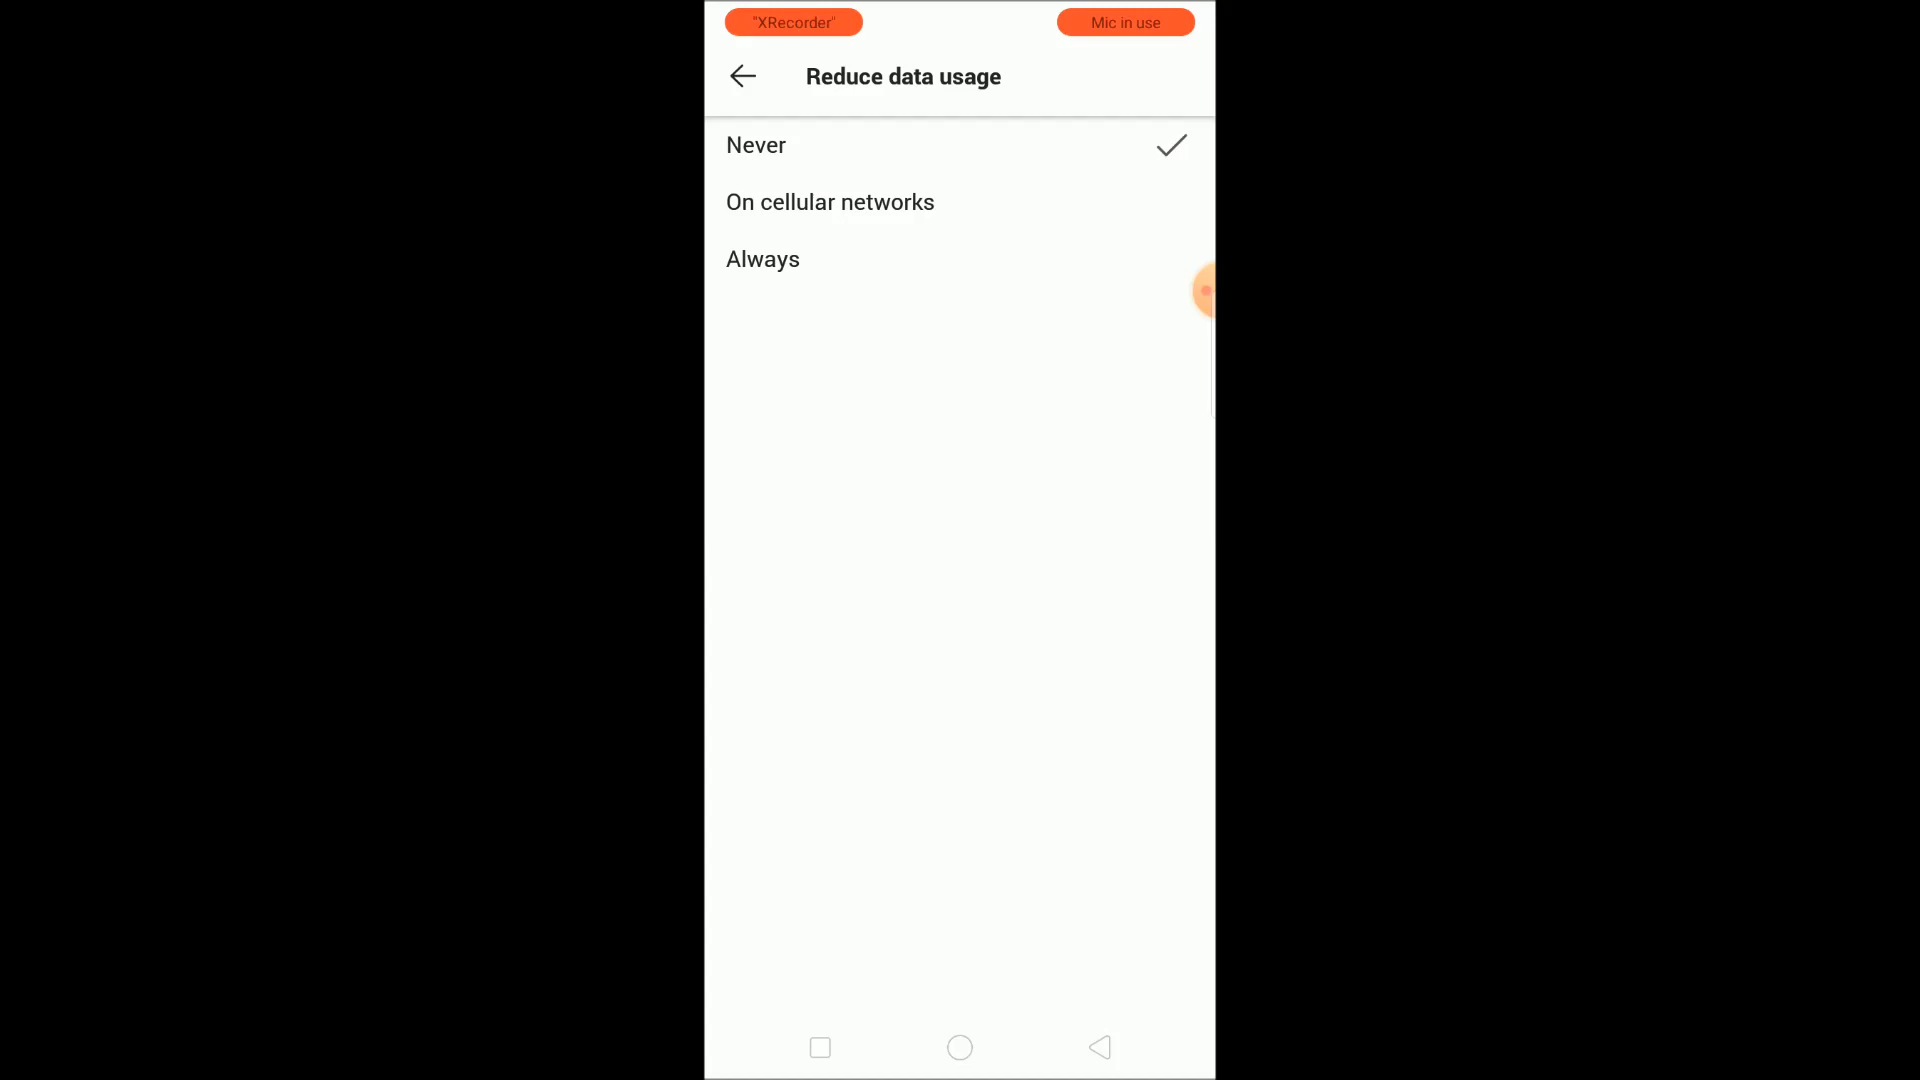 "XRecorder"
Mic in use
Reduce data usage
Never
On cellular networks
Always